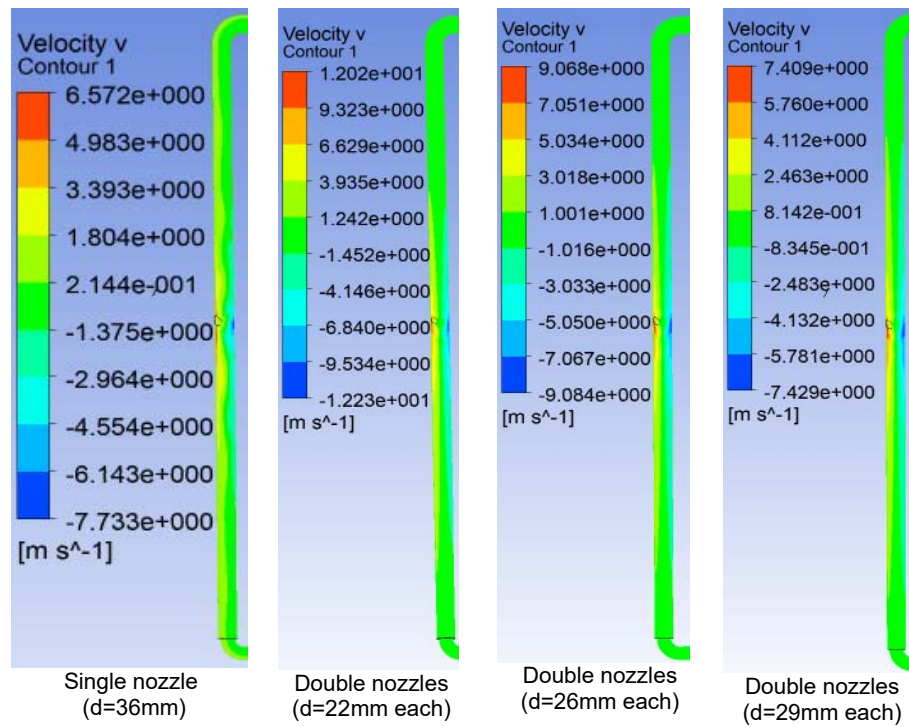 Velocity v
Contour 1
6.572e+000
4.983e+000
3.393e+000
1.804e+000
2.144e-001
-1.375e+000
-2.964e+000
-4.554e+000
-6.143e+000
-7.733e+000
[m s^-1]
Single nozzle
(d=36mm)
Velocity v
Contour 1
1.202e+001
9.323e+000
6.629e+000
3.935e+000
1.242e+000
-1.452e+000
-4.146e+000
-6.840e+000
-9.534e+000
-1.223e+001
[m s^-1]
Double nozzles
(d=22mm each)
Velocity v
Contour 1
9.068e+000
7.051e+000
5.034e+000
3.018e+000
1.001e+000
-1.016e+000
-3.033e+000
-5.050e+000
-7.067e+000
-9.084e+000
[m s^-1]
Double nozzles
(d=26mm each)
Velocity v
Contour 1
7.409e+000
5.760e+000
4.112e+000
2.463e+000
8.142e-001
-8.345e-001
-2.483e+000
-4.132e+000
-5.781e+000
-7.429e+000
[m s^-1]
Double nozzles
(d=29mm each)